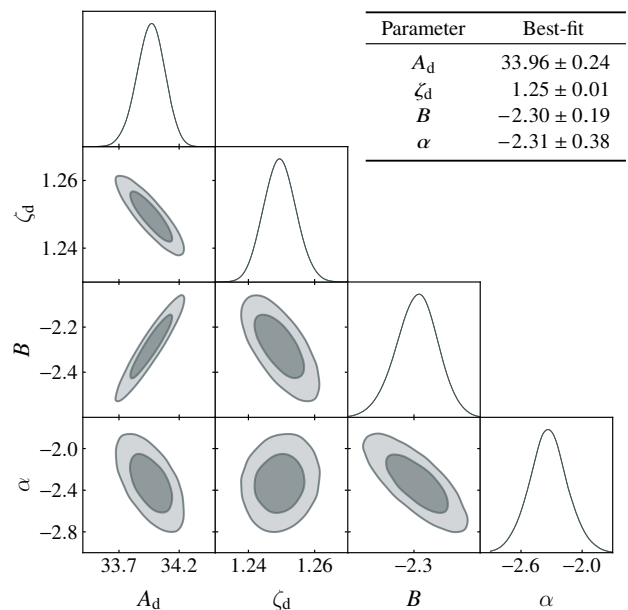 Parameter Best-fit
A_d 33.96 ± 0.24
ζ_d 1.25 ± 0.01
B −2.30 ± 0.19
α −2.31 ± 0.38
1.26
1.24
ζ_d
−2.2
−2.4
B
−2.0
−2.4
−2.8
α
33.7 34.2 1.24 1.26 −2.3 −2.6 −2.0
A_d ζ_d B α